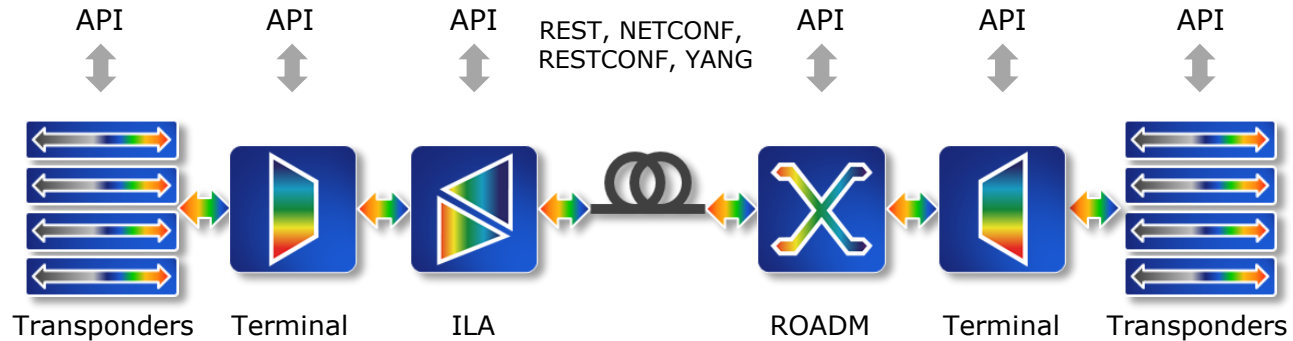 API API API REST, NETCONF, API API API
RESTCONF, YANG
Transponders Terminal ILA ROADM Terminal Transponders